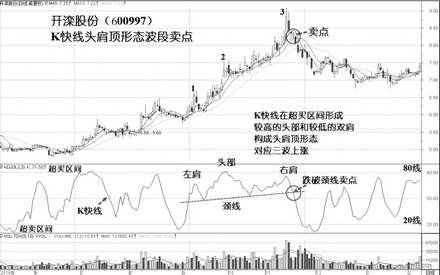 开滦股份（600997）
K快线头肩顶形态波段卖点
3
卖点
2
1
K快线在超买区间形成
较高的头部和较低的双肩
构成头肩顶形态
对应三波上涨
超买区间
头部
80线
左肩
右肩
跌破颈线卖点
K快线
颈线
20线
超卖区间